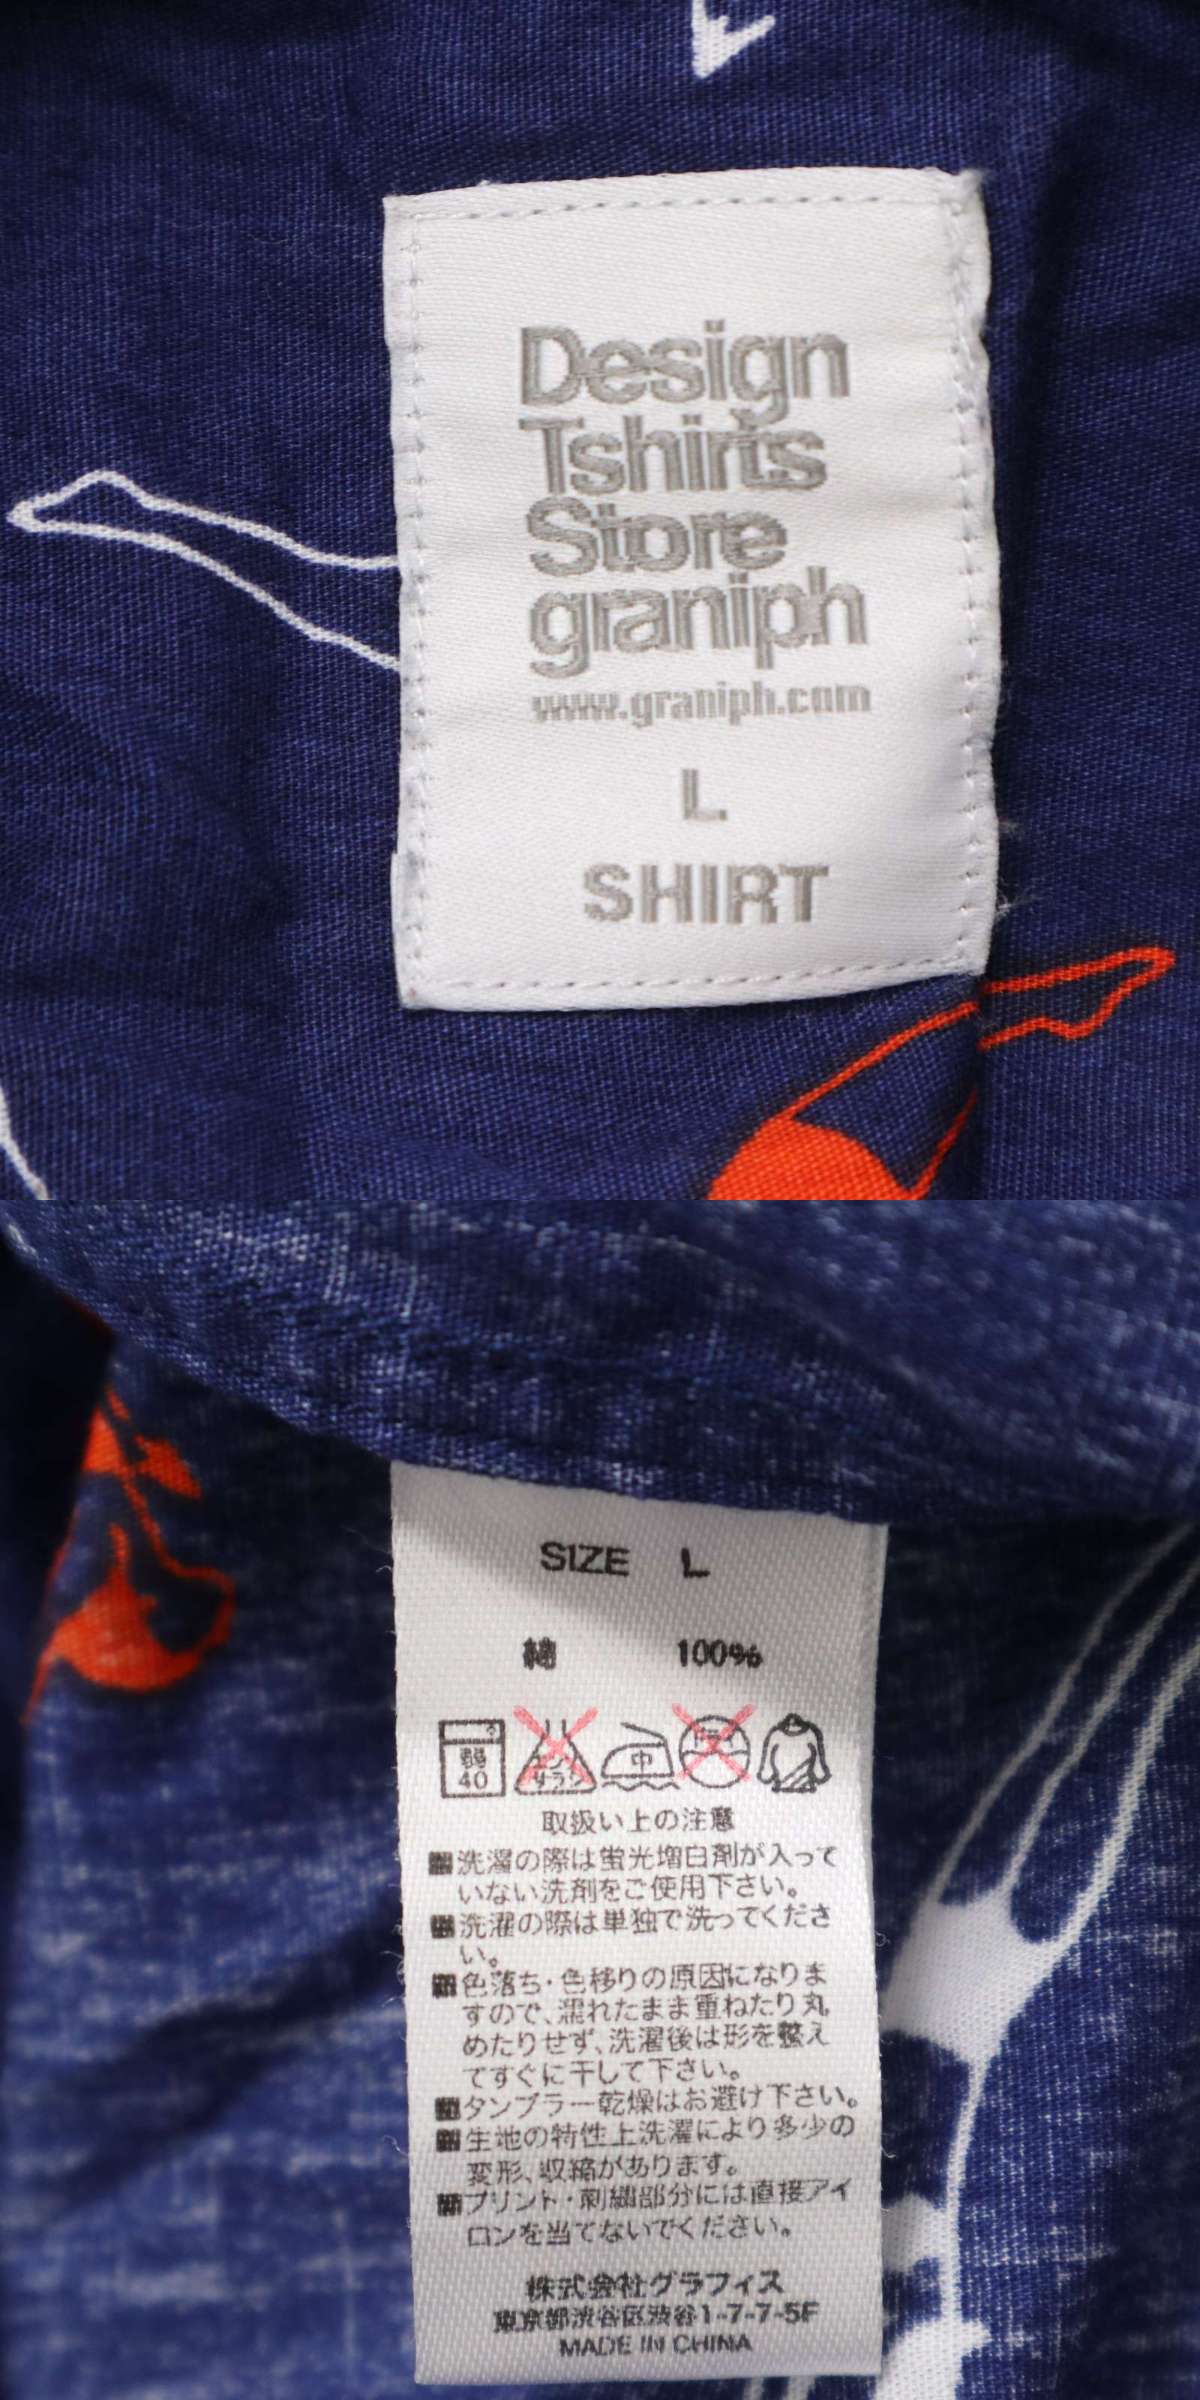 Design
Tshirts
Store
graniph
www.graniph.com
L
SHIRT
SIZE L
綿 100%
弱 40 エンソ サラシ 中 ドライ
取扱い上の注意
■洗濯の際は蛍光増白剤が入って
いない洗剤をご使用下さい。
■洗濯の際は単独で洗ってくださ
い。
■色落ち・色移りの原因になりま
すので、濡れたまま重ねたり丸
めたりせず、洗濯後は形を整え
てすぐに干して下さい。
■タンブラー乾燥はお避け下さい。
■生地の特性上洗濯により多少の
変形、収縮があります。
■プリント・刺繍部分には直接アイ
ロンを当てないでください。
株式会社グラフィス
東京都渋谷区渋谷1-7-7-5F
MADE IN CHINA